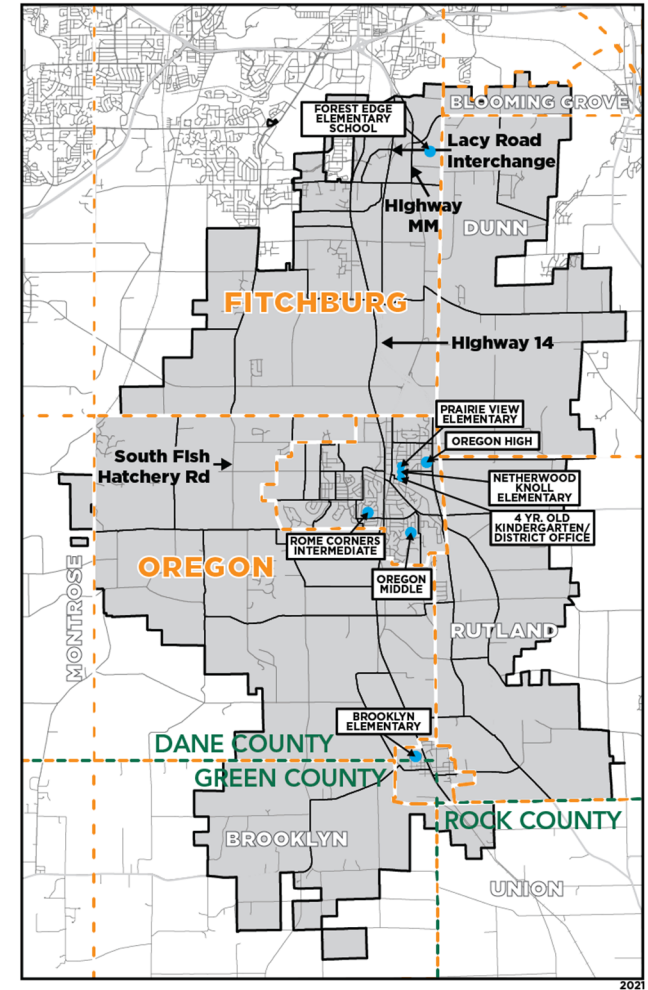 BLOOMING GROVE
FOREST EDGE
ELEMENTARY
SCHOOL
Lacy Road
Interchange
Highway
MM
DUNN
FITCHBURG
Highway 14
PRAIRIE VIEW
ELEMENTARY
OREGON HIGH
South Fish
Hatchery Rd
NETHERWOOD
KNOLL
ELEMENTARY
4 YR. OLD
KINDERGARTEN/
DISTRICT OFFICE
ROME CORNERS
INTERMEDIATE
OREGON
OREGON
MIDDLE
MONTROSE
RUTLAND
BROOKLYN
ELEMENTARY
DANE COUNTY
GREEN COUNTY
ROCK COUNTY
BROOKLYN
UNION
2021